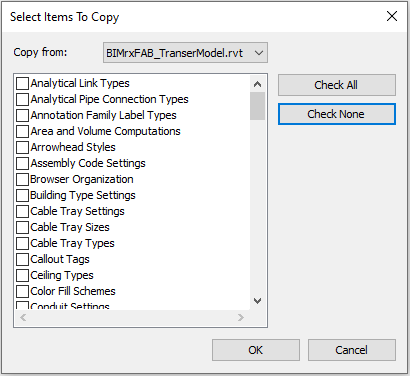 Select Items To Copy
Copy from: BIMrxFAB_TranserModel.rvt
Analytical Link Types
Check All
Analytical Pipe Connection Types
Annotation Family Label Types
Check None
Area and Volume Computations
Arrowhead Styles
Assembly Code Settings
Browser Organization
Building Type Settings
Cable Tray Settings
Cable Tray Sizes
Cable Tray Types
Callout Tags
Ceiling Types
Color Fill Schemes
Conduit Settings
OK Cancel